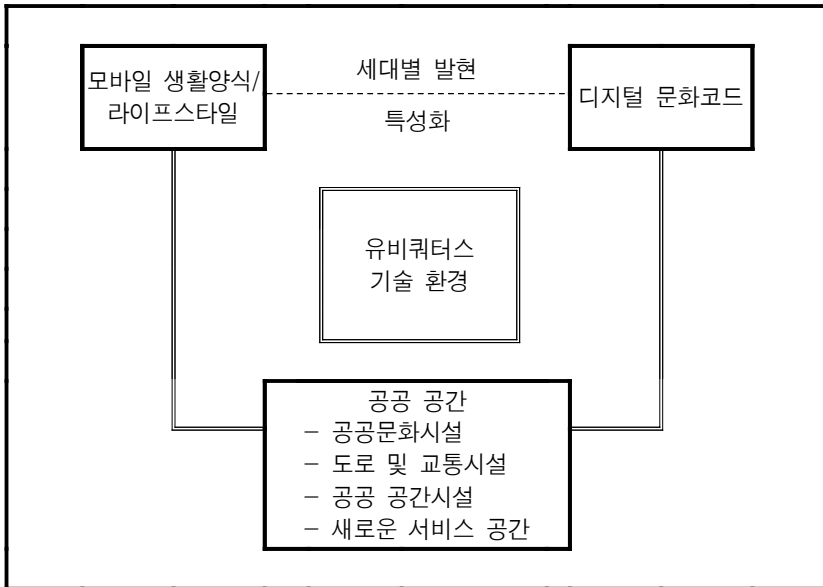 모바일 생활양식/
라이프스타일
세대별 발현
특성화
디지털 문화코드
유비쿼터스
기술 환경
공공 공간
- 공공문화시설
- 도로 및 교통시설
- 공공 공간시설
- 새로운 서비스 공간